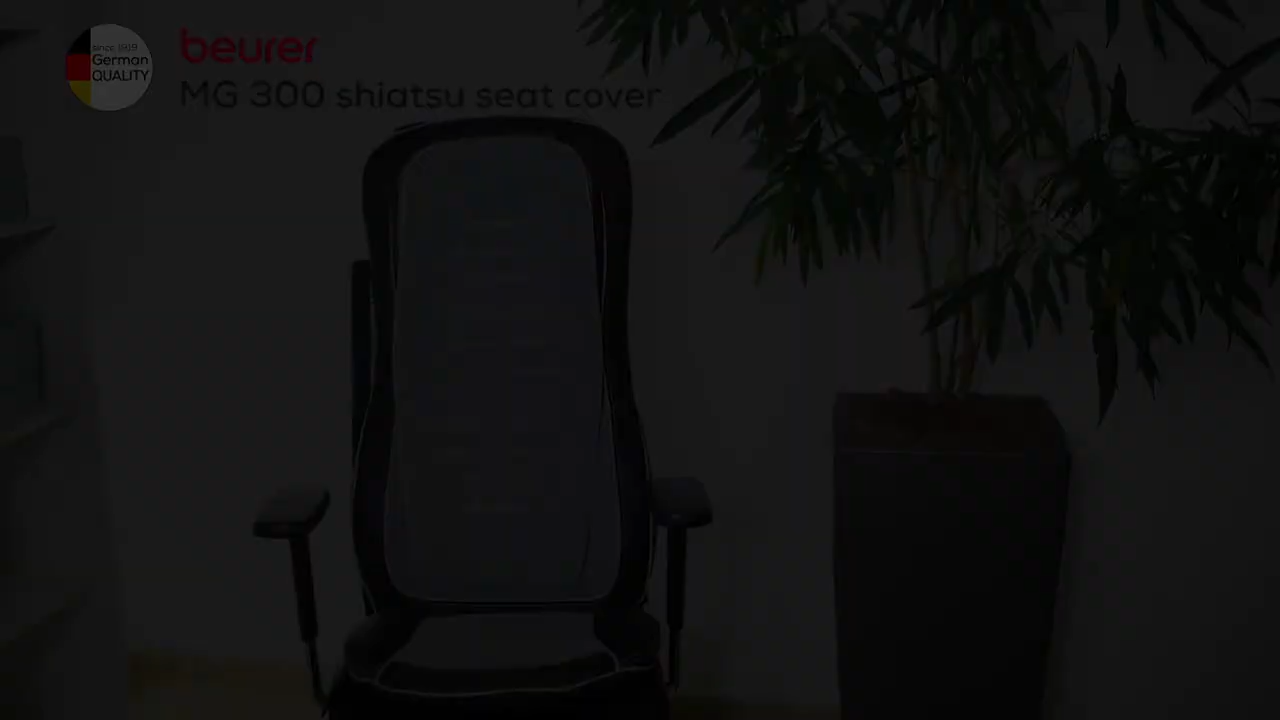 since 1919
German
QUALITY
beurer
MG 300 shiatsu seat cover